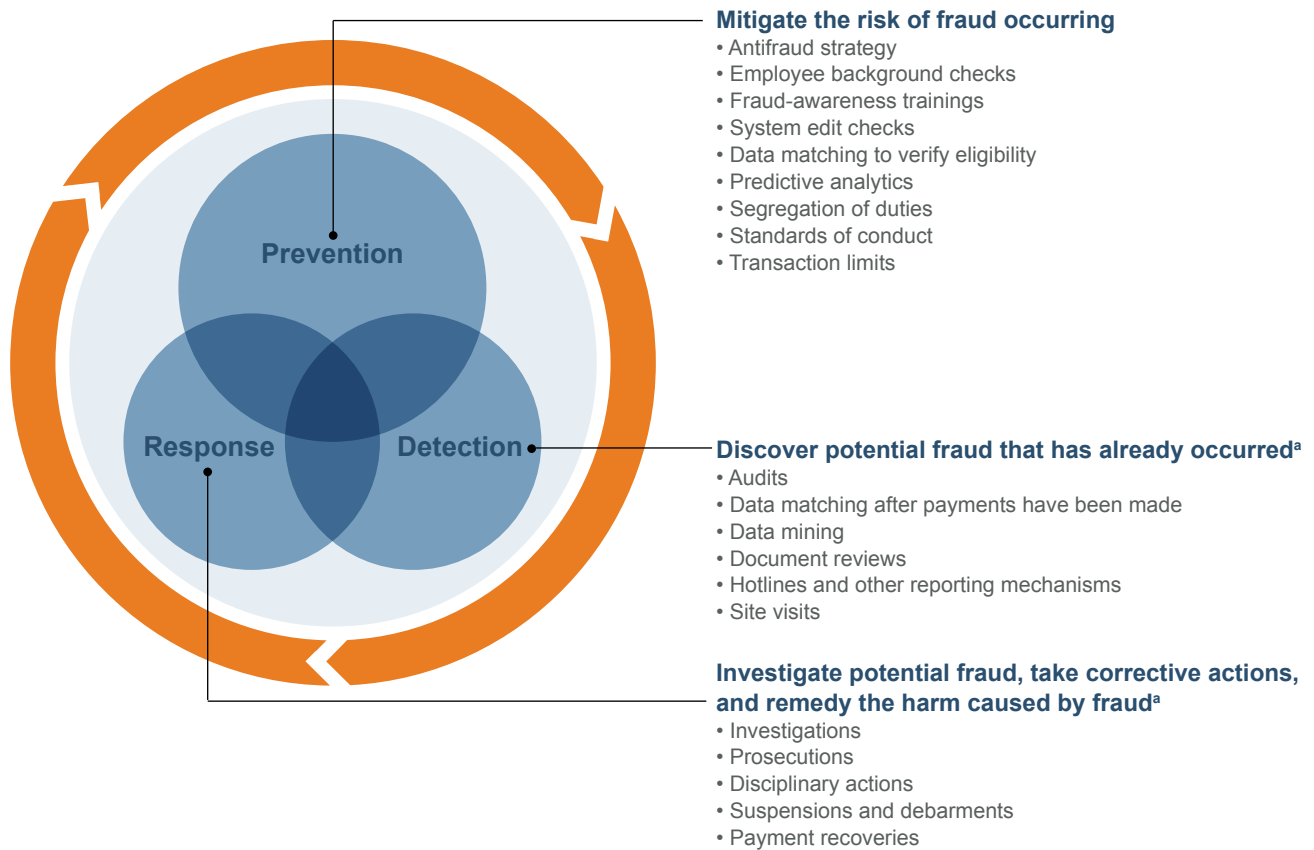 Mitigate the risk of fraud occurring
• Antifraud strategy
• Employee background checks
• Fraud-awareness trainings
• System edit checks
• Data matching to verify eligibility
• Predictive analytics
• Segregation of duties
• Standards of conduct
• Transaction limits
Prevention
Response
Detection
Discover potential fraud that has already occurredᵃ
• Audits
• Data matching after payments have been made
• Data mining
• Document reviews
• Hotlines and other reporting mechanisms
• Site visits
Investigate potential fraud, take corrective actions,
and remedy the harm caused by fraudᵃ
• Investigations
• Prosecutions
• Disciplinary actions
• Suspensions and debarments
• Payment recoveries